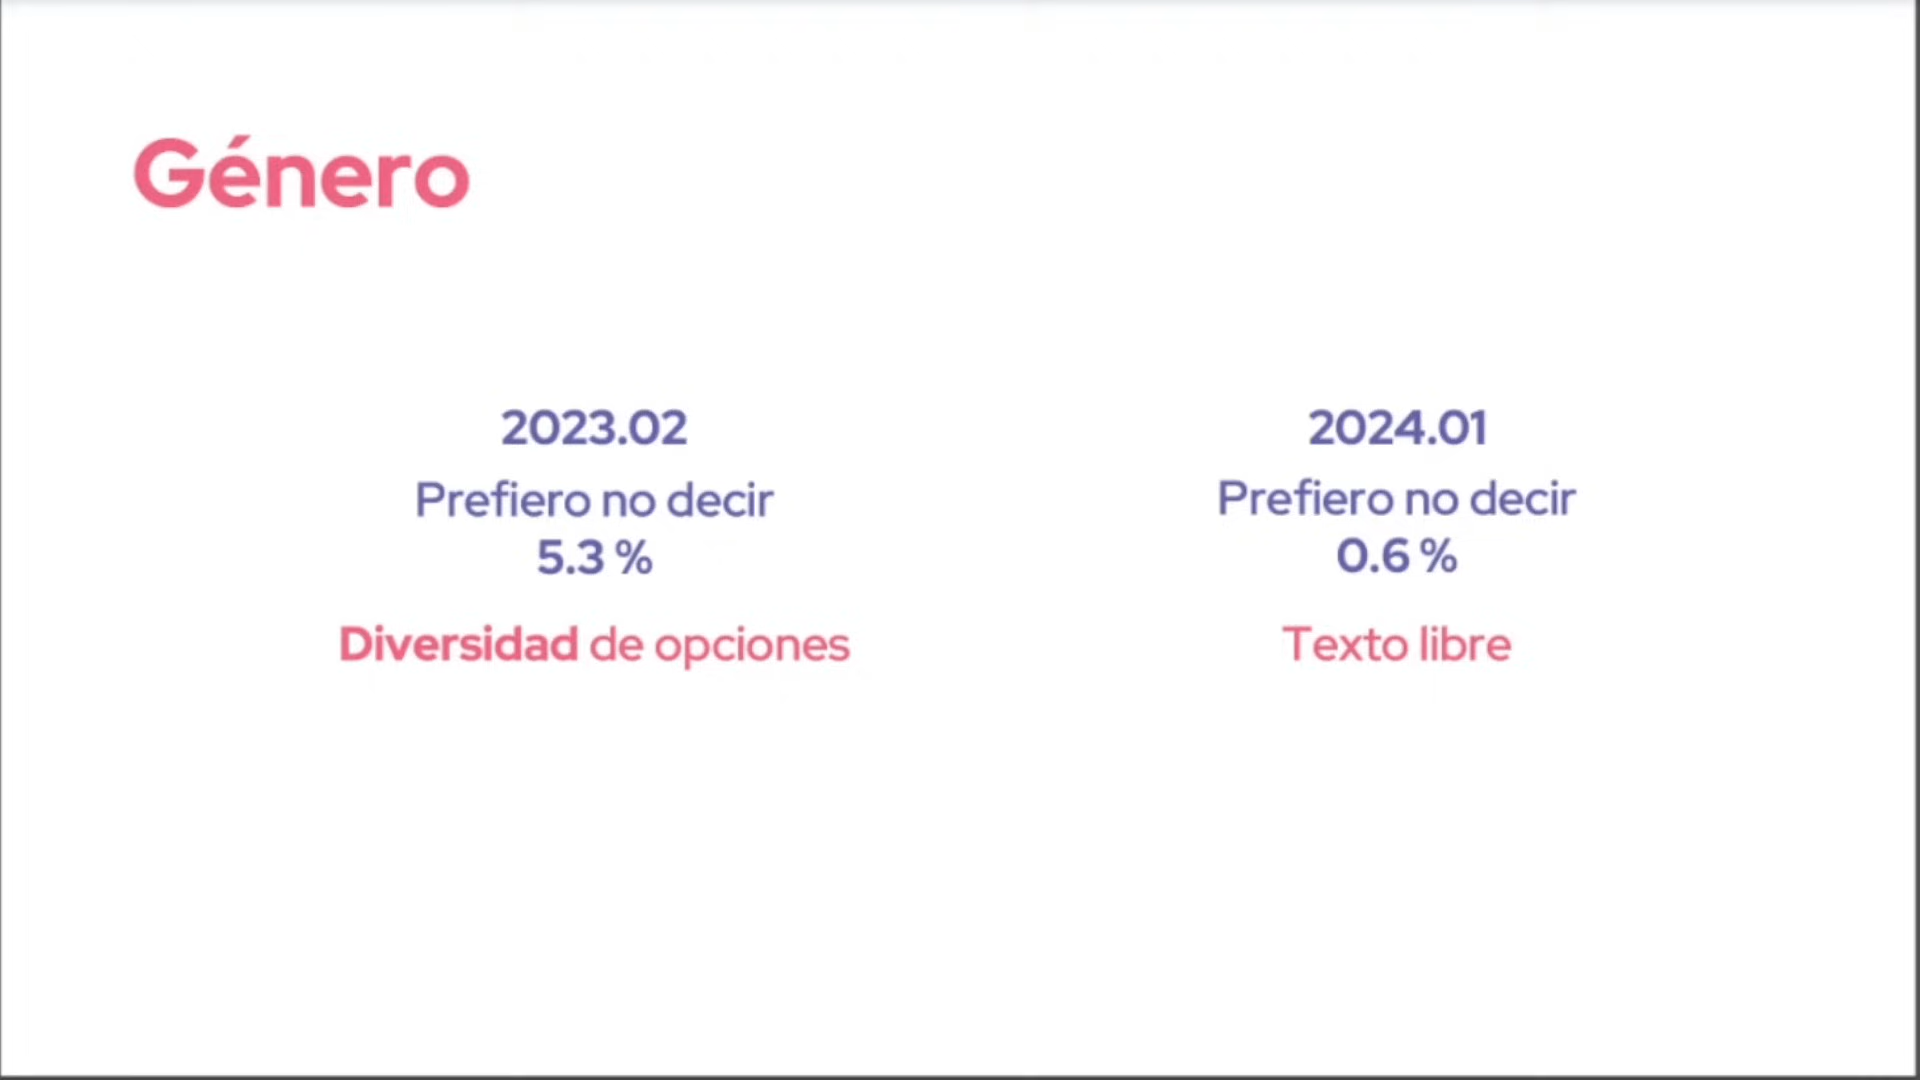 Género
2023.02
Prefiero no decir
5.3 %
Diversidad de opciones
2024.01
Prefiero no decir
0.6 %
Texto libre